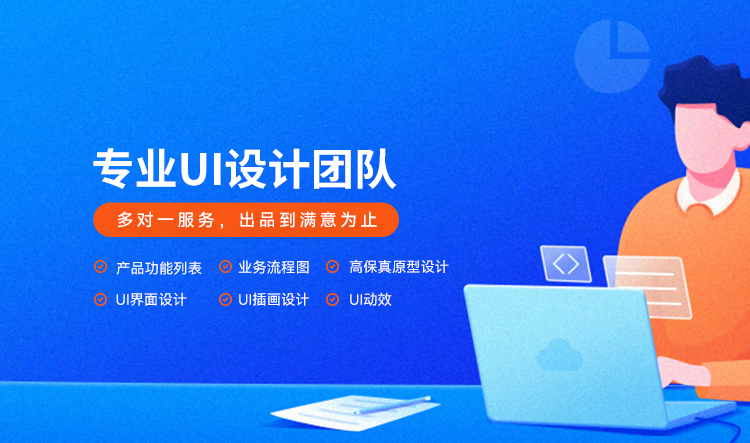 专业UI设计团队
多对一服务，出品到满意为止
产品功能列表 业务流程图 高保真原型设计
UI界面设计 UI插画设计 UI动效